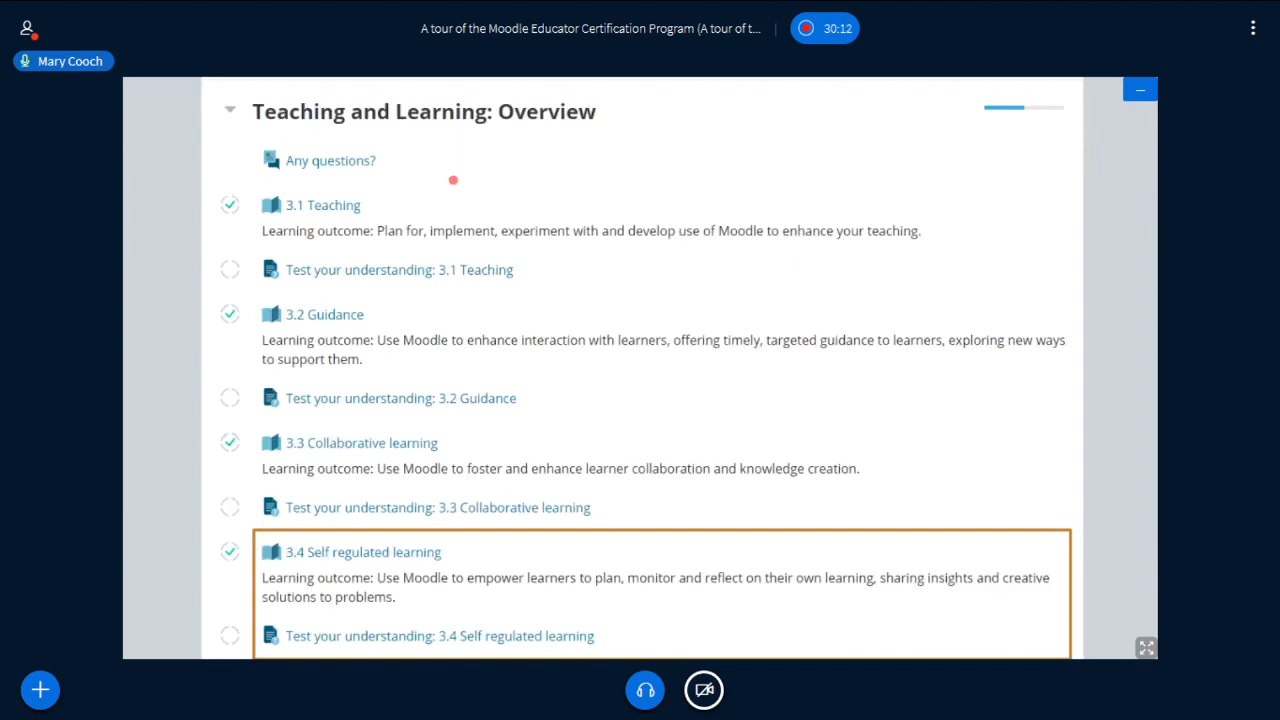 A tour of the Moodle Educator Certification Program (A tour of t...
30:12
Mary Cooch
Teaching and Learning: Overview
Any questions?
3.1 Teaching
Learning outcome: Plan for, implement, experiment with and develop use of Moodle to enhance your teaching.
Test your understanding: 3.1 Teaching
3.2 Guidance
Learning outcome: Use Moodle to enhance interaction with learners, offering timely, targeted guidance to learners, exploring new ways
to support them.
Test your understanding: 3.2 Guidance
3.3 Collaborative learning
Learning outcome: Use Moodle to foster and enhance learner collaboration and knowledge creation.
Test your understanding: 3.3 Collaborative learning
3.4 Self regulated learning
Learning outcome: Use Moodle to empower learners to plan, monitor and reflect on their own learning, sharing insights and creative
solutions to problems.
Test your understanding: 3.4 Self regulated learning